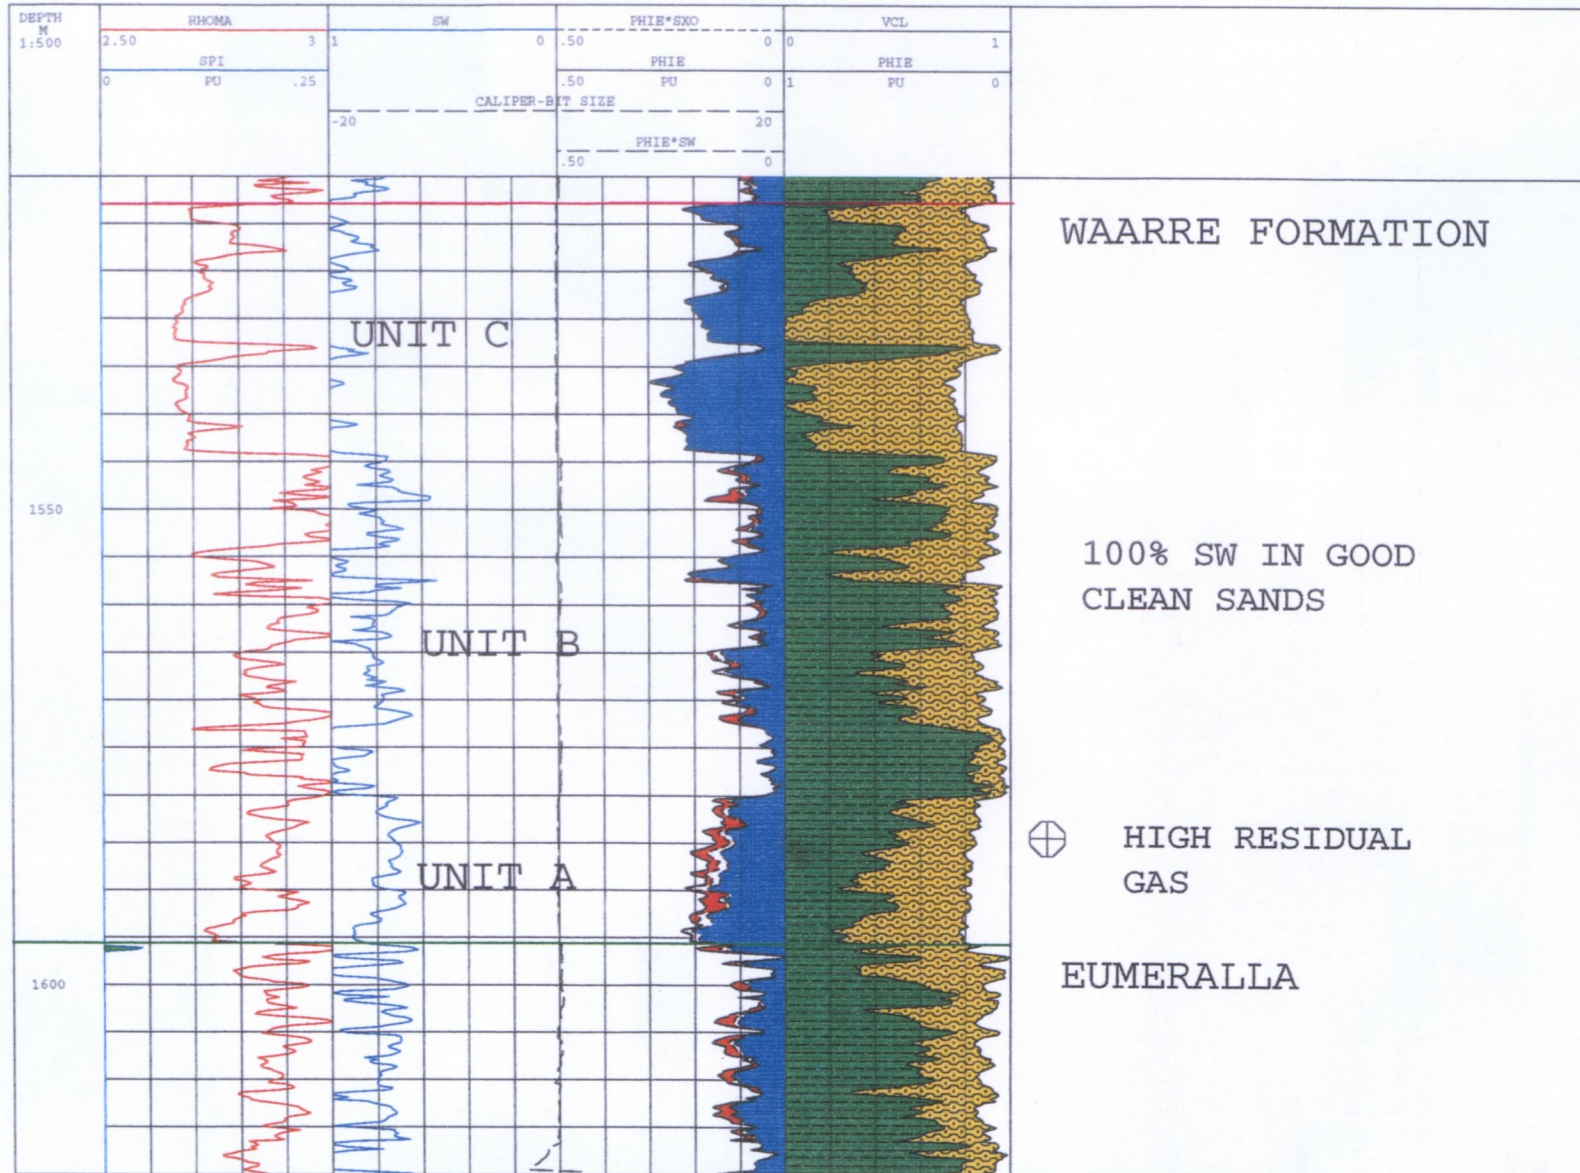 DEPTH
M
1:500
RHOMA
2.50 3
SPI
0 PU .25
SW
1 0
PHIE*SXO
.50 0
PHIE
.50 PU 0
CALIPER-BIT SIZE
-20 20
PHIE*SW
.50 0
VCL
0 1
PHIE
1 PU 0
WAARRE FORMATION
UNIT C
1550
100% SW IN GOOD
CLEAN SANDS
UNIT B
HIGH RESIDUAL
GAS
UNIT A
EUMERALLA
1600